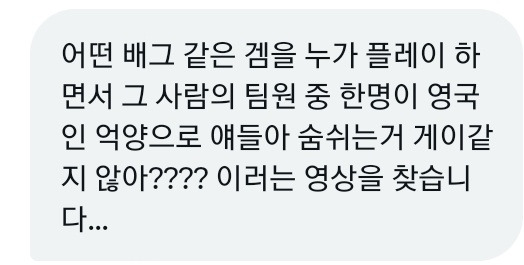 어떤 배그 같은 겜을 누가 플레이 하
면서 그 사람의 팀원 중 한명이 영국
인 억양으로 얘들아 숨쉬는거 게이같
지 않아???? 이러는 영상을 찾습니
다...